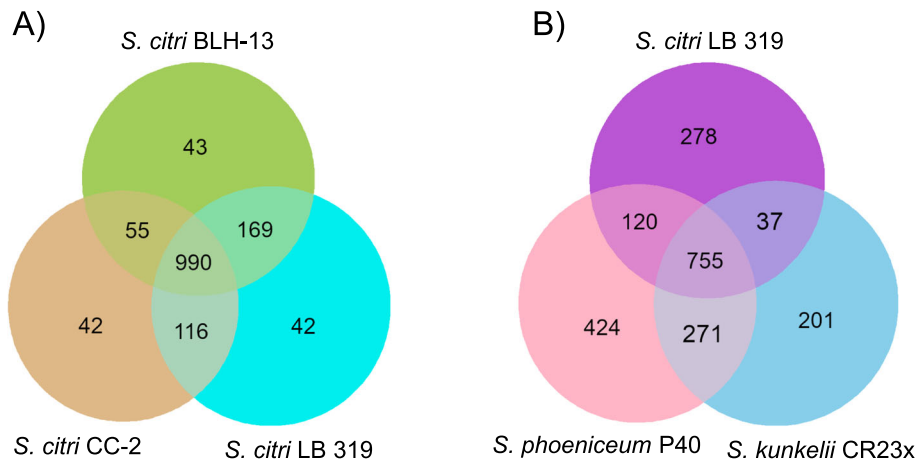 A)
S. citri BLH-13
43
55
169
990
42
116
42
S. citri CC-2
S. citri LB 319
B)
S. citri LB 319
278
120
37
755
424
271
201
S. phoeniceum P40
S. kunkelii CR23x